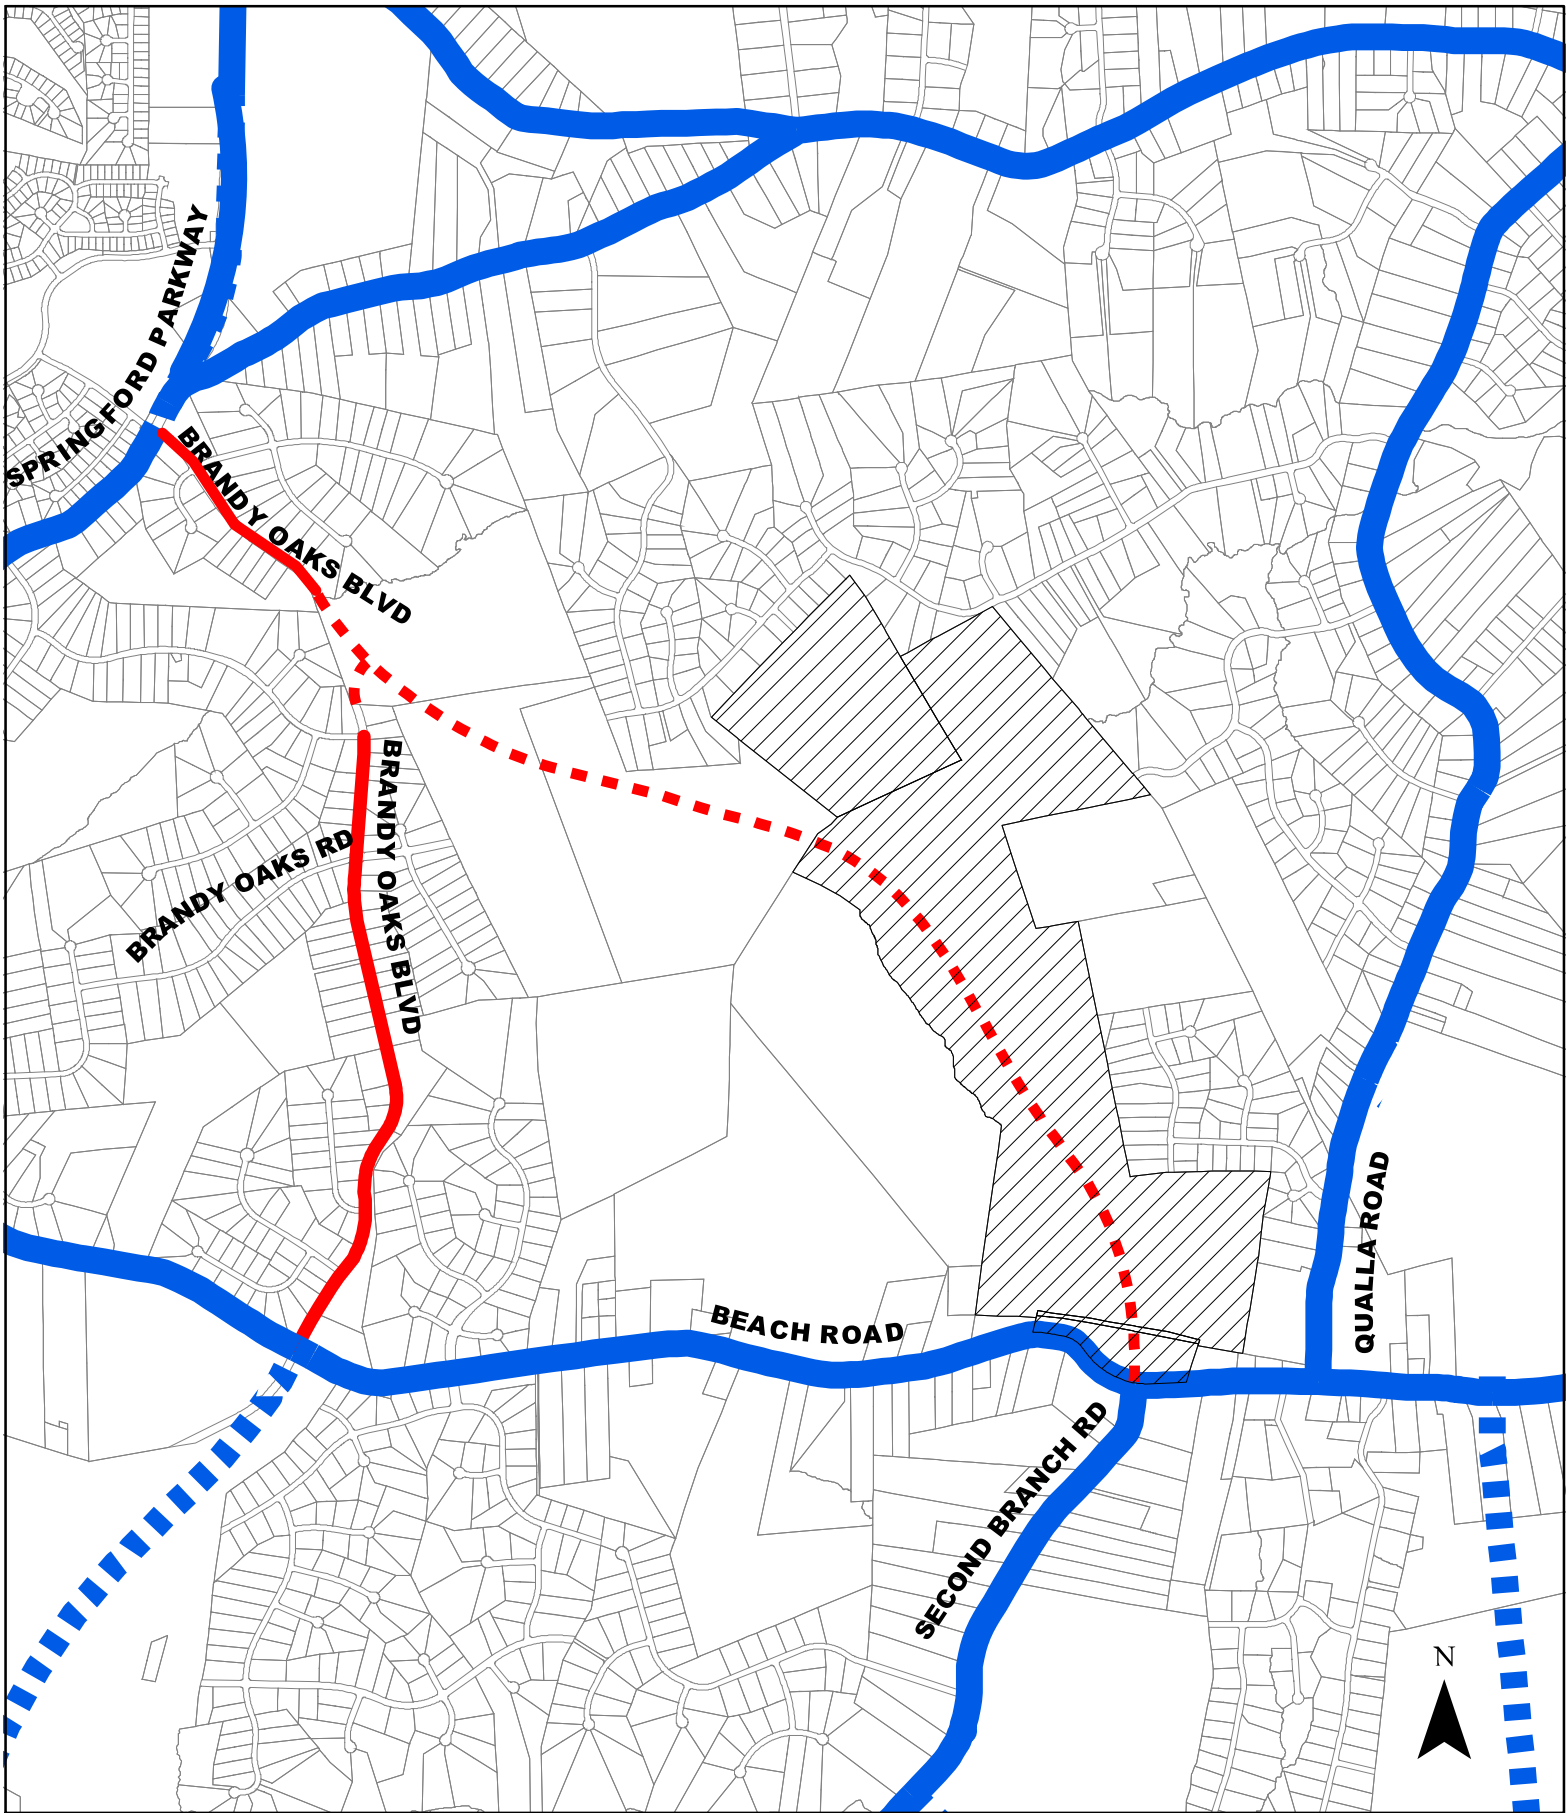 SPRINGFORD PARKWAY
BRANDY OAKS BLVD
BRANDY OAKS BLVD
BRANDY OAKS RD
QUALLA ROAD
BEACH ROAD
SECOND BRANCH RD
N